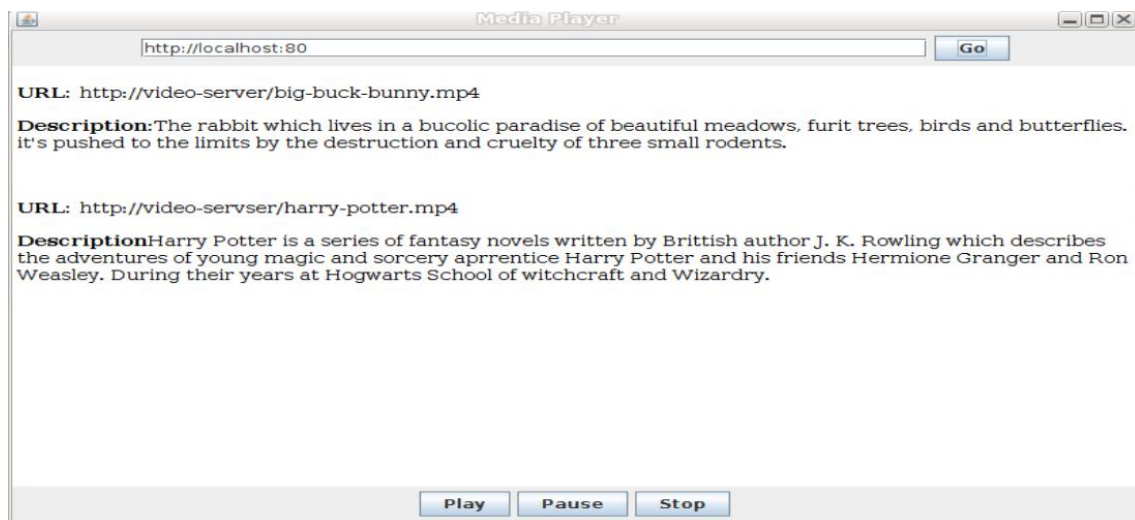 Media Player
http://localhost:80 Go
URL: http://video-server/big-buck-bunny.mp4
Description:The rabbit which lives in a bucolic paradise of beautiful meadows, furit trees, birds and butterflies.
it's pushed to the limits by the destruction and cruelty of three small rodents.
URL: http://video-servser/harry-potter.mp4
DescriptionHarry Potter is a series of fantasy novels written by Brittish author J. K. Rowling which describes
the adventures of young magic and sorcery aprrentice Harry Potter and his friends Hermione Granger and Ron
Weasley. During their years at Hogwarts School of witchcraft and Wizardry.
Play Pause Stop